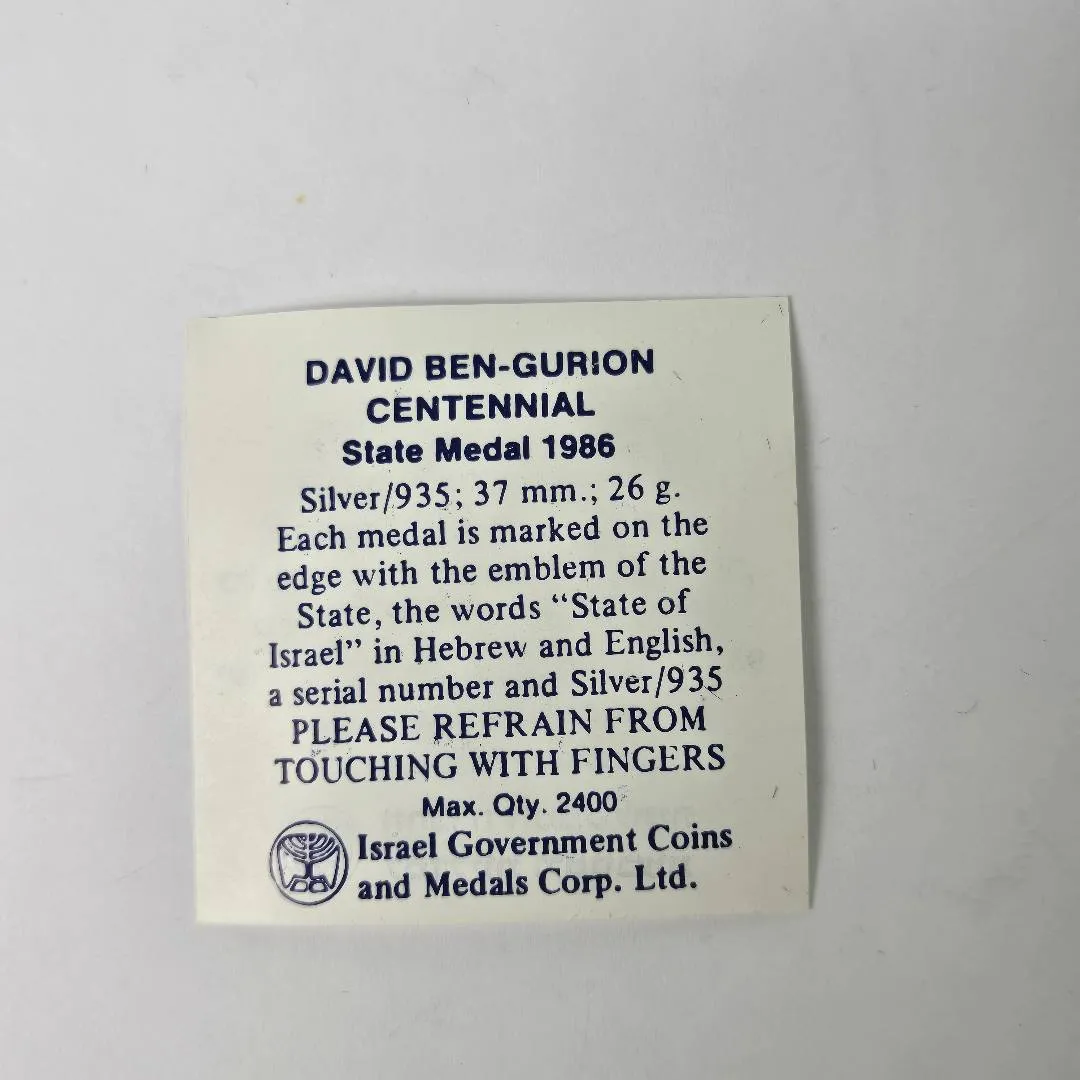 DAVID BEN-GURION
CENTENNIAL
State Medal 1986
Silver/935; 37 mm.; 26 g.
Each medal is marked on the
edge with the emblem of the
State, the words “State of
Israel” in Hebrew and English,
a serial number and Silver/935
PLEASE REFRAIN FROM
TOUCHING WITH FINGERS
Max. Qty. 2400
Israel Government Coins
and Medals Corp. Ltd.